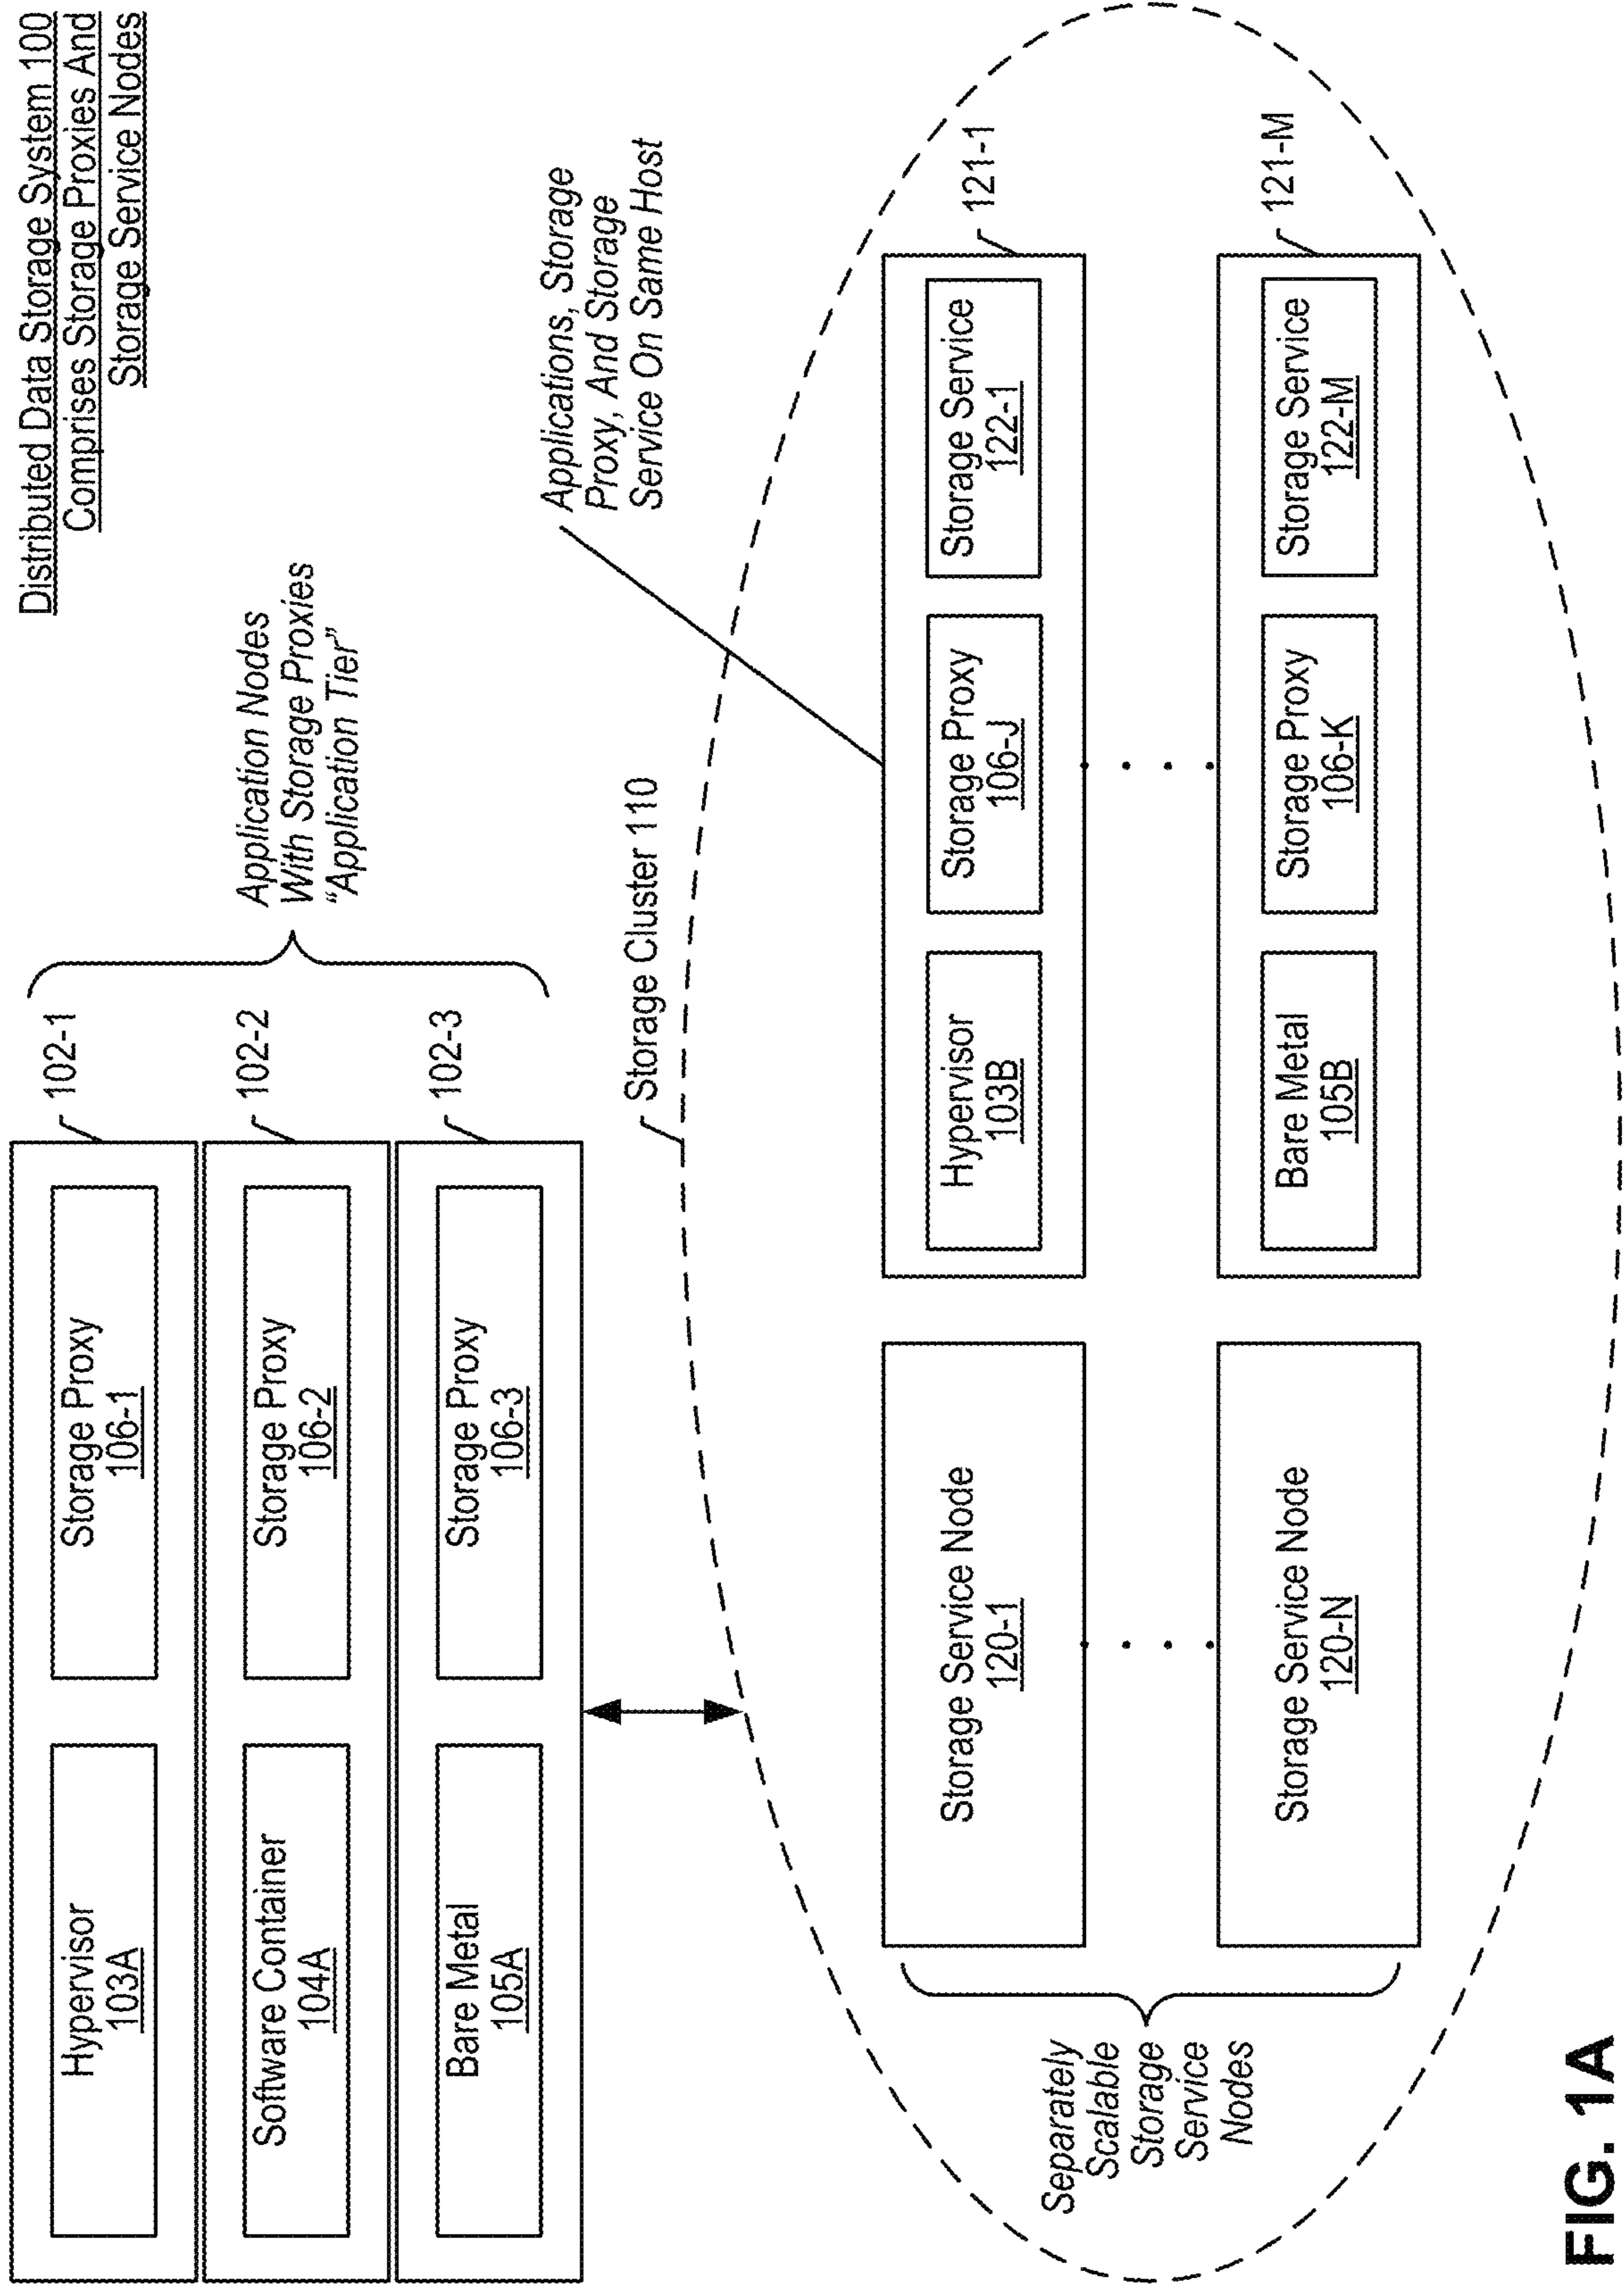 Distributed Data Storage System 100
Comprises Storage Proxies And
Storage Service Nodes
Hypervisor
103A
Storage Proxy
106-1
102-1
Software Container
104A
Storage Proxy
106-2
102-2
Bare Metal
105A
Storage Proxy
106-3
102-3
Application Nodes
With Storage Proxies
“Application Tier”
Storage Cluster 110
Applications, Storage
Proxy, And Storage
Service On Same Host
Separately
Scalable
Storage
Service
Nodes
Storage Service Node
120-1
Storage Service Node
120-N
Hypervisor
103B
Storage Proxy
106-J
Storage Service
122-1
121-1
Bare Metal
105B
Storage Proxy
106-K
Storage Service
122-M
121-M
FIG. 1A